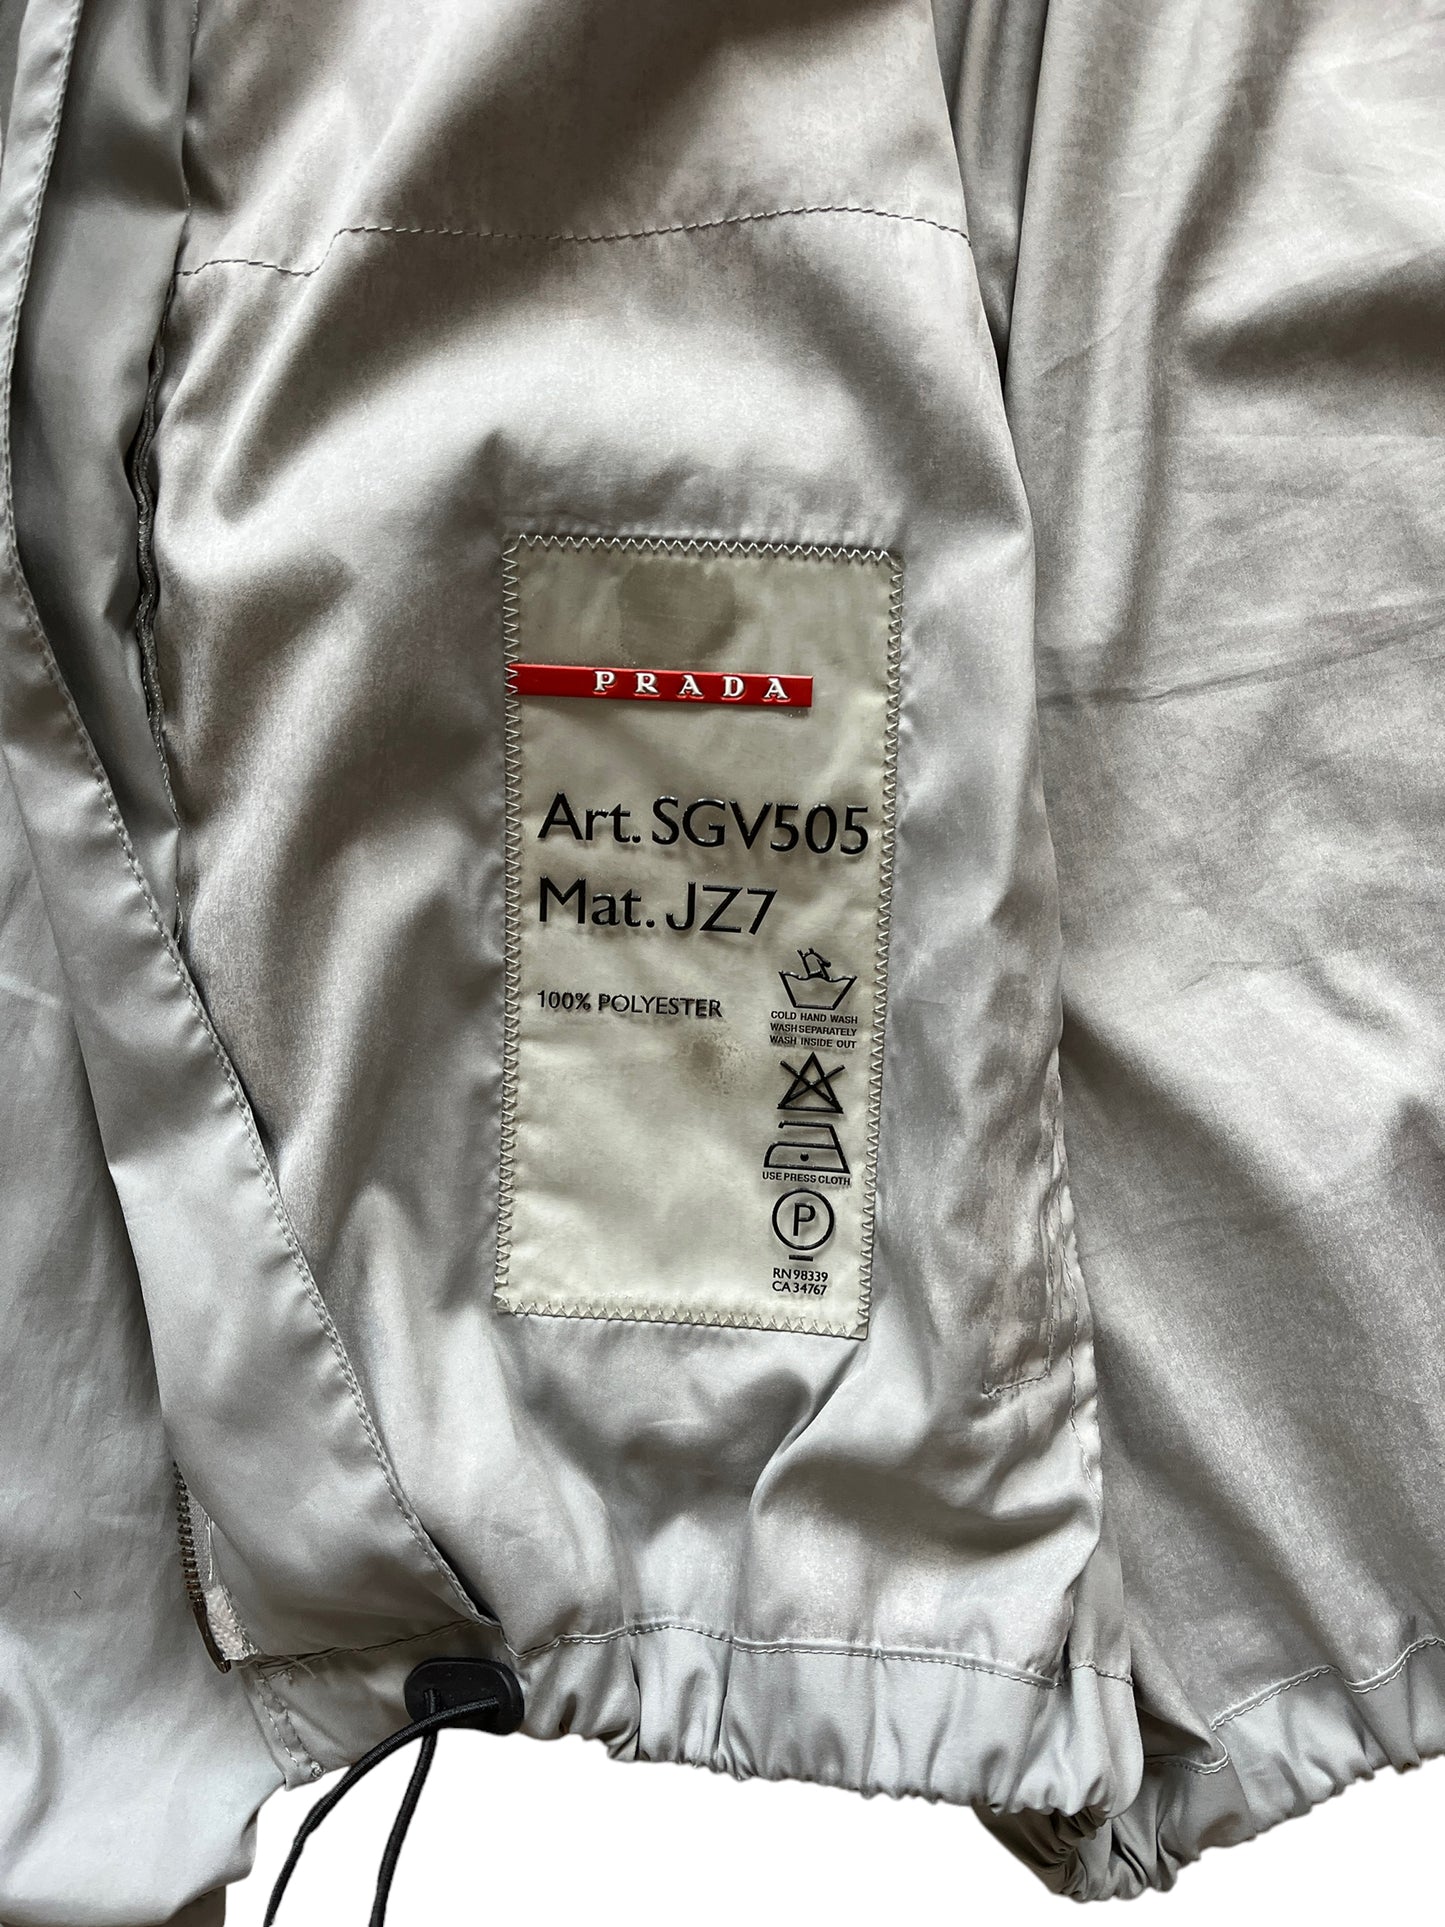 PRADA
Art. SGV505
Mat. JZ7
100% POLYESTER
COLD HAND WASH
WASH SEPARATELY
WASH INSIDE OUT
USE PRESS CLOTH
P
RN 98339
CA 34767